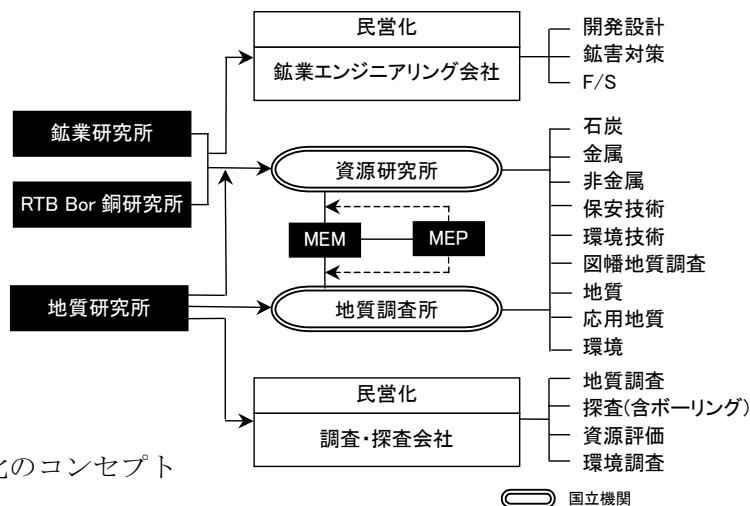 民営化
鉱業エンジニアリング会社
開発設計
鉱害対策
F/S
鉱業研究所
RTB Bor 銅研究所
地質研究所
資源研究所
MEM
MEP
地質調査所
石炭
金属
非金属
保安技術
環境技術
図幅地質調査
地質
応用地質
環境
民営化
調査・探査会社
地質調査
探査(含ボーリング)
資源評価
環境調査
化のコンセプト
国立機関